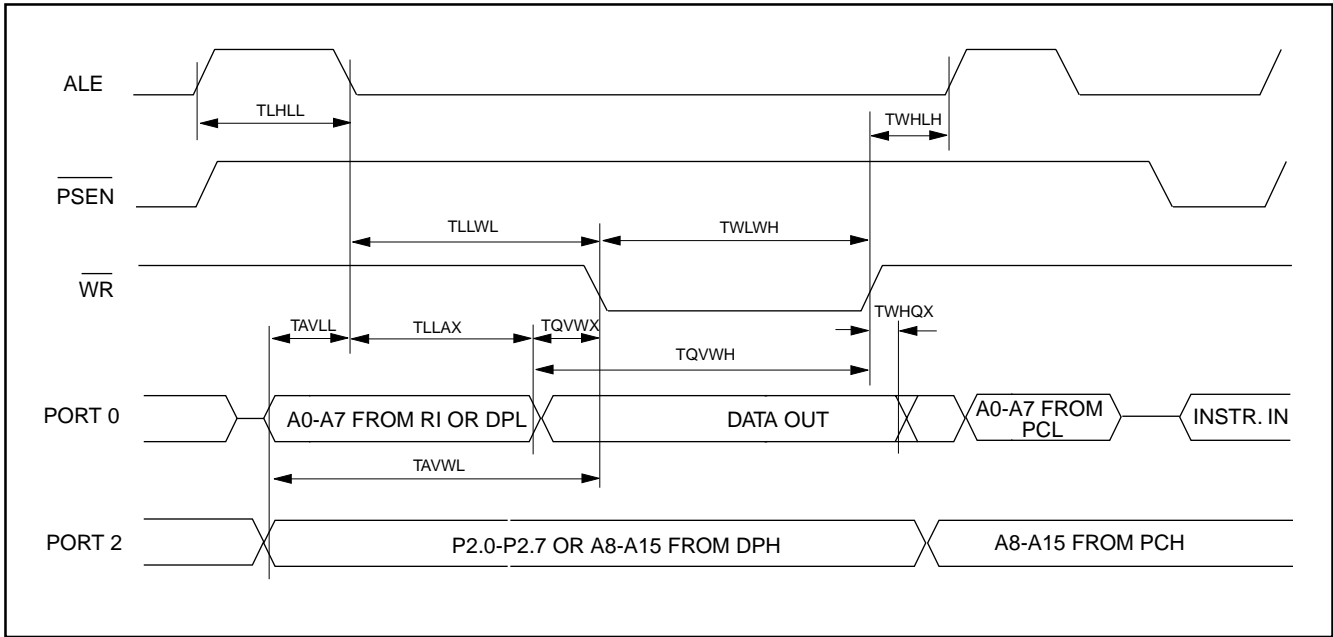 ALE
TLHLL
TWHLH
PSEN
TLLWL
TWLWH
WR
TAVLL
TLLAX
TQVWX
TWHQX
TQVWH
PORT 0
A0-A7 FROM RI OR DPL
DATA OUT
A0-A7 FROM
PCL
INSTR. IN
TAVWL
PORT 2
P2.0-P2.7 OR A8-A15 FROM DPH
A8-A15 FROM PCH